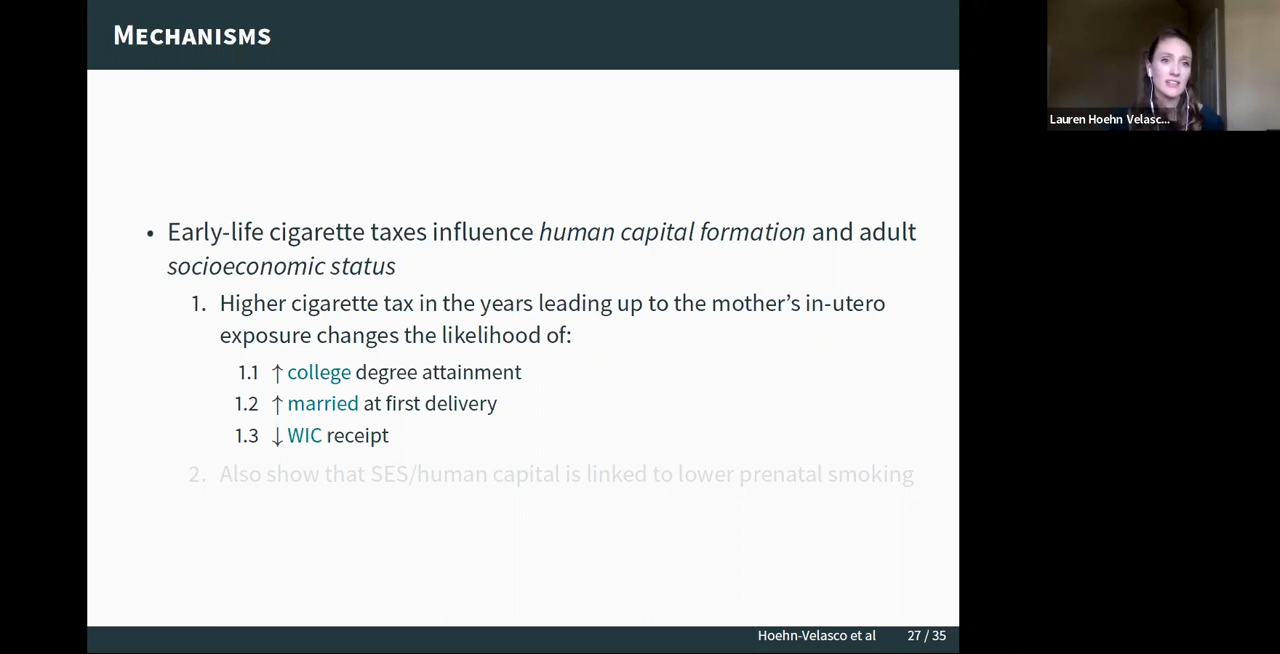 MECHANISMS
Lauren Hoehn Velasc...
• Early-life cigarette taxes influence human capital formation and adult
socioeconomic status
1. Higher cigarette tax in the years leading up to the mother's in-utero
exposure changes the likelihood of:
1.1 ↑ college degree attainment
1.2 ↑ married at first delivery
1.3 ↓ WIC receipt
2. Also show that SES/human capital is linked to lower prenatal smoking
Hoehn-Velasco et al 27 / 35